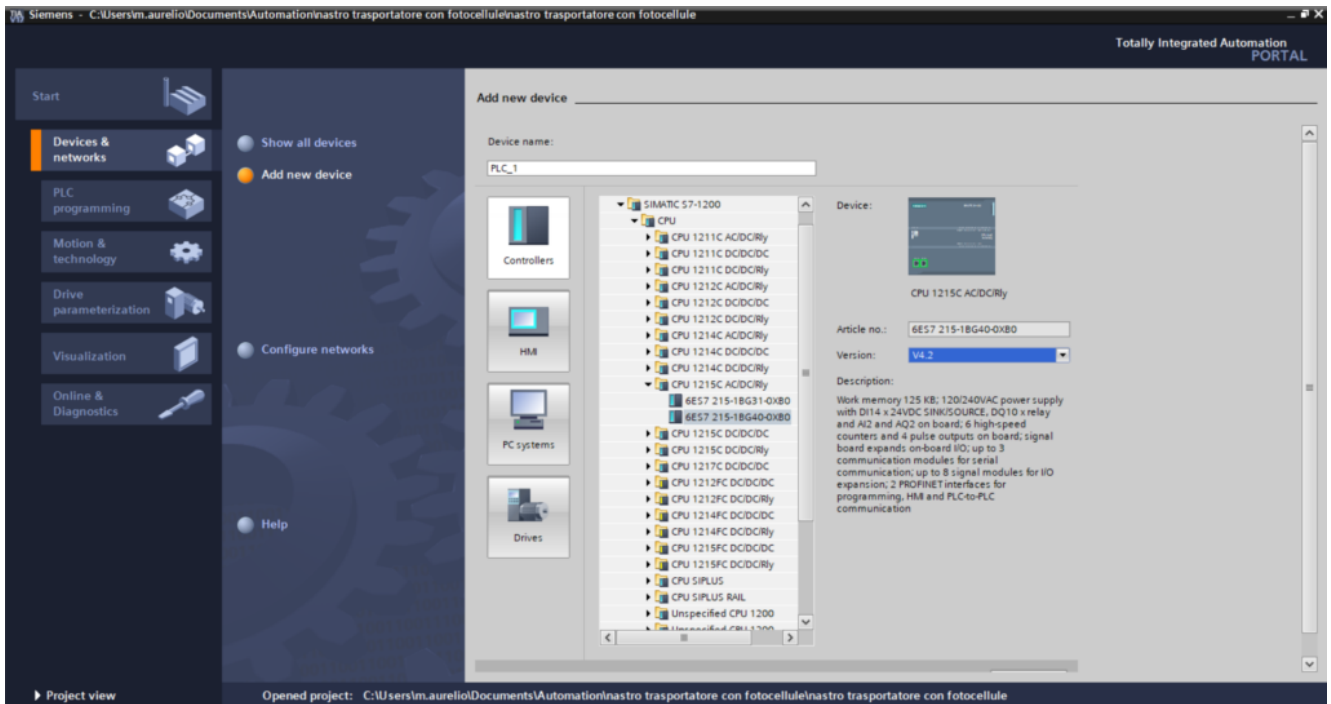 Siemens - C:\Users\m.aurelio\Documents\Automation\nastro trasportatore con fotocellule\nastro trasportatore con fotocellule
Totally Integrated Automation
PORTAL
Start
Devices &
networks
PLC
programming
Motion &
technology
Drive
parameterization
Visualization
Online &
Diagnostics
Show all devices
Add new device
Configure networks
Help
Add new device
Device name:
PLC_1
Controllers
HMI
PC systems
Drives
SIMATIC S7-1200
CPU
CPU 1211C AC/DC/Rly
CPU 1211C DC/DC/DC
CPU 1211C DC/DC/Rly
CPU 1212C AC/DC/Rly
CPU 1212C DC/DC/DC
CPU 1212C DC/DC/Rly
CPU 1214C AC/DC/Rly
CPU 1214C DC/DC/DC
CPU 1214C DC/DC/Rly
CPU 1215C AC/DC/Rly
6ES7 215-1BG31-0XB0
6ES7 215-1BG40-0XB0
CPU 1215C DC/DC/DC
CPU 1215C DC/DC/Rly
CPU 1217C DC/DC/DC
CPU 1212FC DC/DC/DC
CPU 1212FC DC/DC/Rly
CPU 1214FC DC/DC/DC
CPU 1214FC DC/DC/Rly
CPU 1215FC DC/DC/DC
CPU 1215FC DC/DC/Rly
CPU SIPLUS
CPU SIPLUS RAIL
Unspecified CPU 1200
Unspecified CPU 1200
Device:
CPU 1215C AC/DC/Rly
Article no.:
6ES7 215-1BG40-0XB0
Version:
V4.2
Description:
Work memory 125 KB; 120/240VAC power supply
with DI14 x 24VDC SINK/SOURCE, DQ10 x relay
and AI2 and AQ2 on board; 6 high-speed
counters and 4 pulse outputs on board; signal
board expands on-board I/O; up to 3
communication modules for serial
communication; up to 8 signal modules for I/O
expansion; 2 PROFINET interfaces for
programming, HMI and PLC-to-PLC
communication
Project view
Opened project: C:\Users\m.aurelio\Documents\Automation\nastro trasportatore con fotocellule\nastro trasportatore con fotocellule